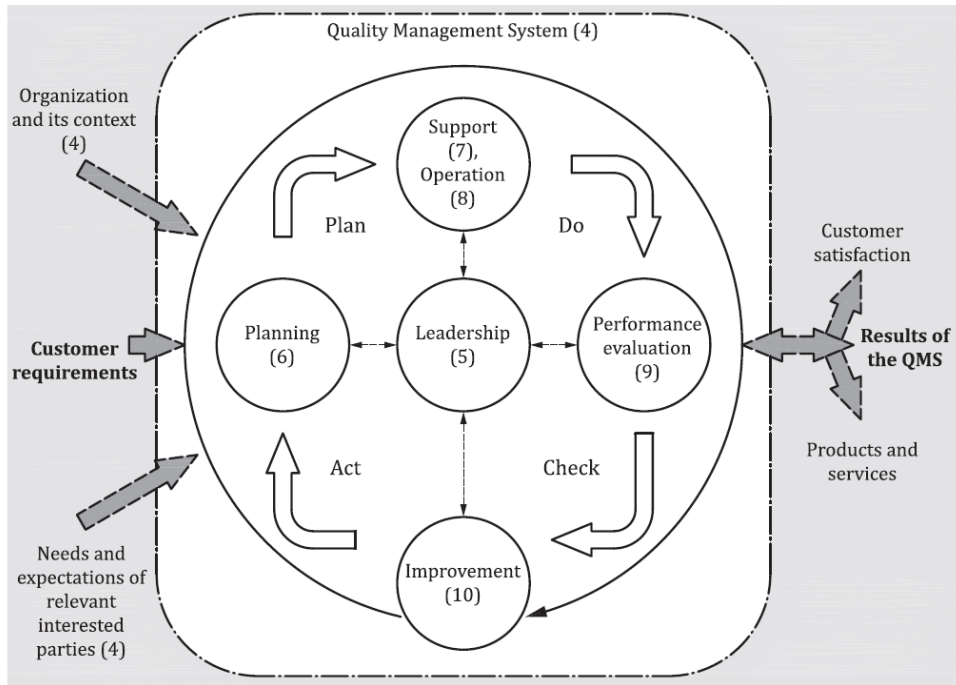 Quality Management System (4)
Organization
and its context
(4)
Support
(7),
Operation
(8)
Plan
Do
Customer
satisfaction
Customer
requirements
Planning
(6)
Leadership
(5)
Performance
evaluation
(9)
Results of
the QMS
Act
Check
Products and
services
Needs and
expectations of
relevant
interested
parties (4)
Improvement
(10)